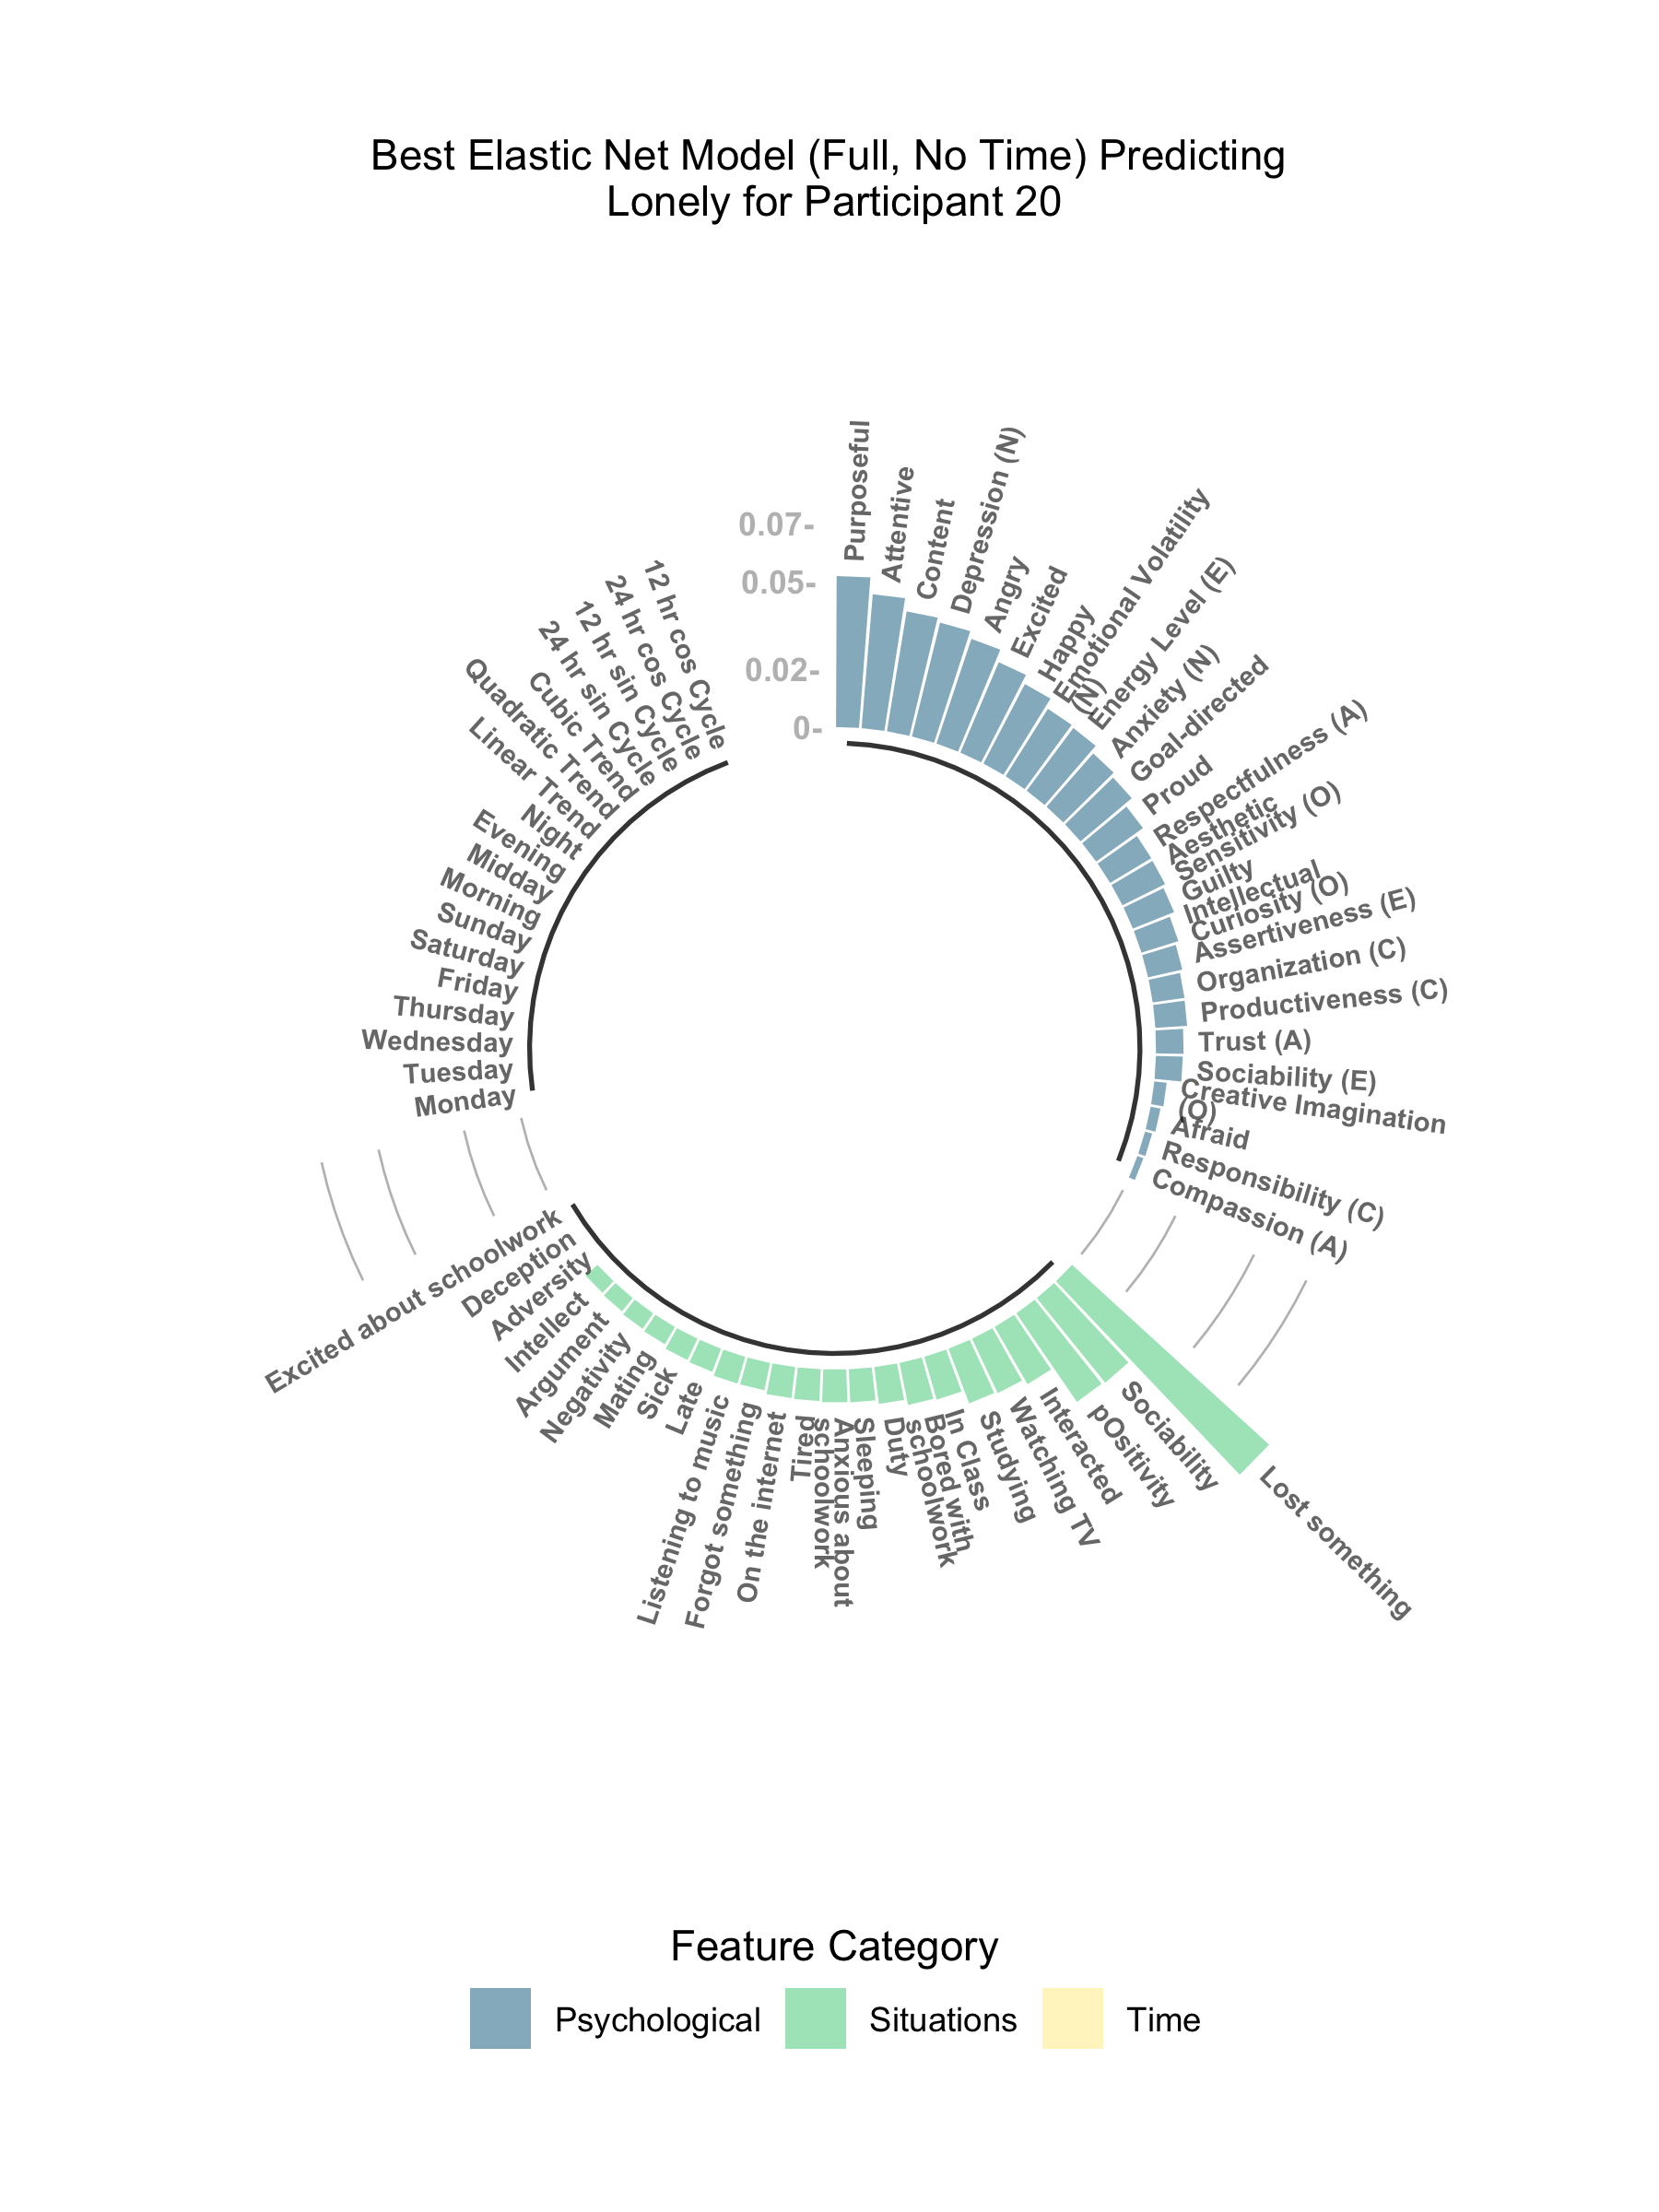 Best Elastic Net Model (Full, No Time) Predicting
Lonely for Participant 20
0.07-
0.05-
0.02-
0-
Purposeful
Attentive
Content
Depression (N)
Angry
Excited
Happy
Emotional Volatility
(N)
Energy Level (E)
Anxiety (N)
Goal-directed
Proud
Respectfulness (A)
Aesthetic
Sensitivity (O)
Guilty
Intellectual
Curiosity (O)
Assertiveness (E)
Organization (C)
Productiveness (C)
Trust (A)
Sociability (E)
Creative Imagination
(O)
Afraid
Responsibility (C)
Compassion (A)
Lost something
Sociability
pOsitivity
Interacted
Watching TV
Studying
In Class
Bored with
schoolwork
Duty
Sleeping
Anxious about
schoolwork
Tired
On the internet
Forgot something
Listening to music
Late
Sick
Mating
Negativity
Argument
Intellect
Adversity
Deception
Excited about schoolwork
Monday
Tuesday
Wednesday
Thursday
Friday
Saturday
Sunday
Morning
Midday
Evening
Night
Linear Trend
Quadratic Trend
Cubic Trend
24 hr sin Cycle
12 hr sin Cycle
24 hr cos Cycle
12 hr cos Cycle
Feature Category
Psychological
Situations
Time